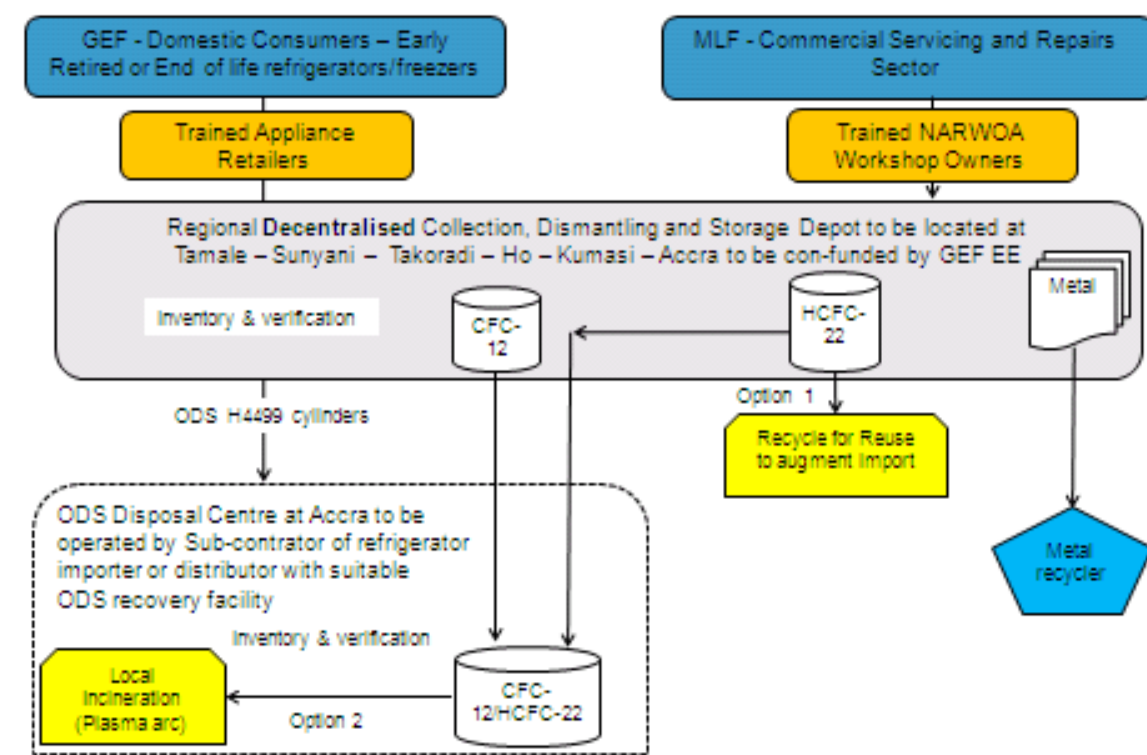 GEF - Domestic Consumers – Early
Retired or End of life refrigerators/freezers
MLF - Commercial Servicing and Repairs
Sector
Trained Appliance
Retailers
Trained NARWOA
Workshop Owners
Regional Decentralised Collection, Dismantling and Storage Depot to be located at
Tamale – Sunyani – Takoradi – Ho – Kumasi – Accra to be con-funded by GEF EE
Inventory & verification
CFC-
12
HCFC-
22
Metal
ODS H4499 cylinders
Option 1
Recycle for Reuse
to augment Import
Metal
recycler
ODS Disposal Centre at Accra to be
operated by Sub-contrator of refrigerator
importer or distributor with suitable
ODS recovery facility
Inventory & verification
Local
Incineration
(Plasma arc)
Option 2
CFC-
12/HCFC-22